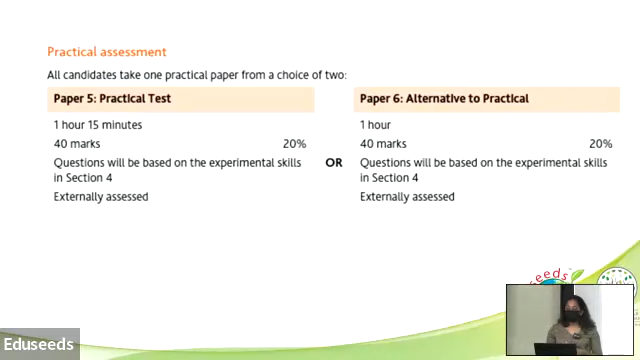 Practical assessment
All candidates take one practical paper from a choice of two:
Paper 5: Practical Test
1 hour 15 minutes
40 marks 20%
Questions will be based on the experimental skills
in Section 4
Externally assessed
OR
Paper 6: Alternative to Practical
1 hour
40 marks 20%
Questions will be based on the experimental skills
in Section 4
Externally assessed
eeds
Eduseeds